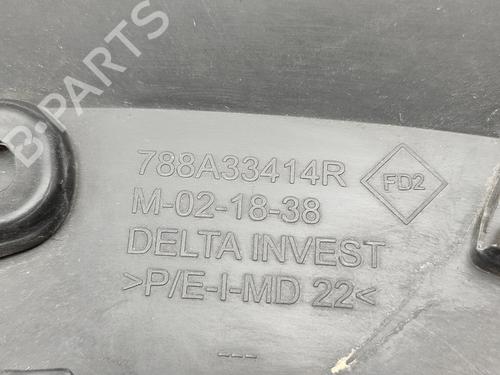 B-PARTS
788A33414R
FD2
M-02-18-38
DELTA INVEST
>P/E-I-MD 22<
---